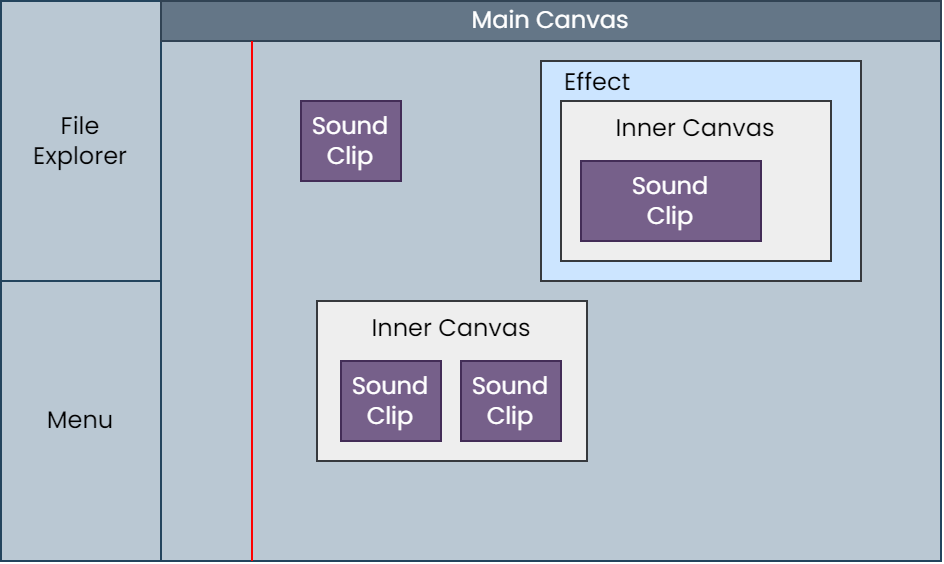 Main Canvas
File
Explorer
Sound
Clip
Effect
Inner Canvas
Sound
Clip
Menu
Inner Canvas
Sound
Clip
Sound
Clip